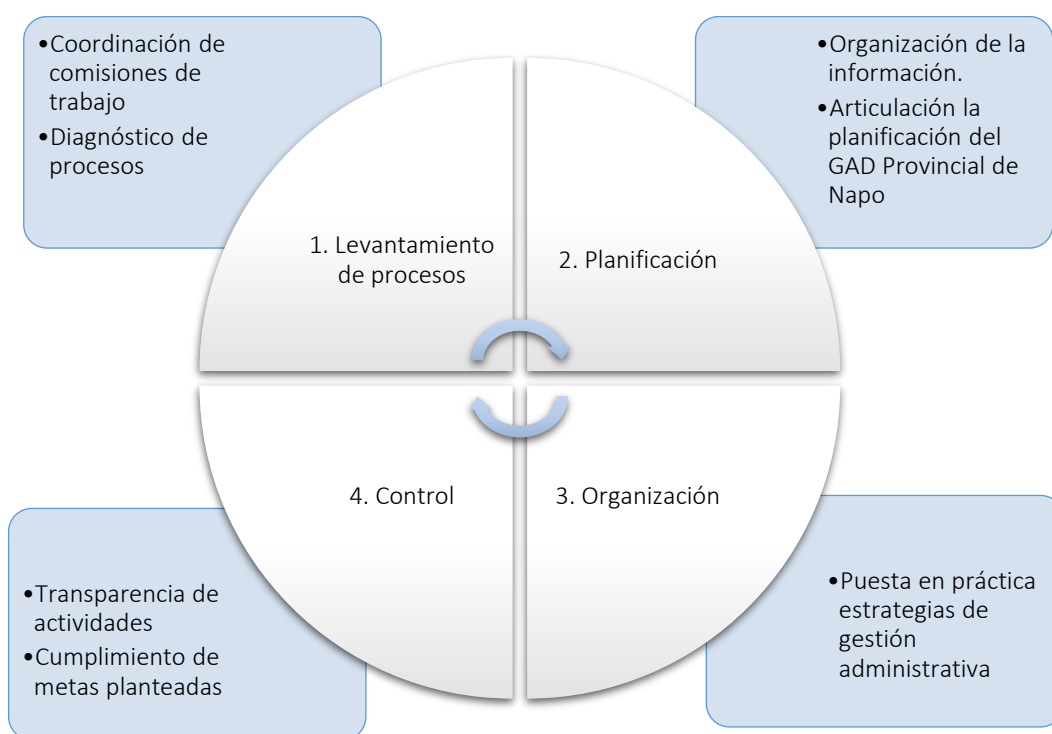 •Coordinación de
comisiones de
trabajo
•Diagnóstico de
procesos
•Organización de la
información.
•Articulación la
planificación del
GAD Provincial de
Napo
1. Levantamiento
de procesos
2. Planificación
4. Control
3. Organización
•Transparencia de
actividades
•Cumplimiento de
metas planteadas
•Puesta en práctica
estrategias de
gestión
administrativa